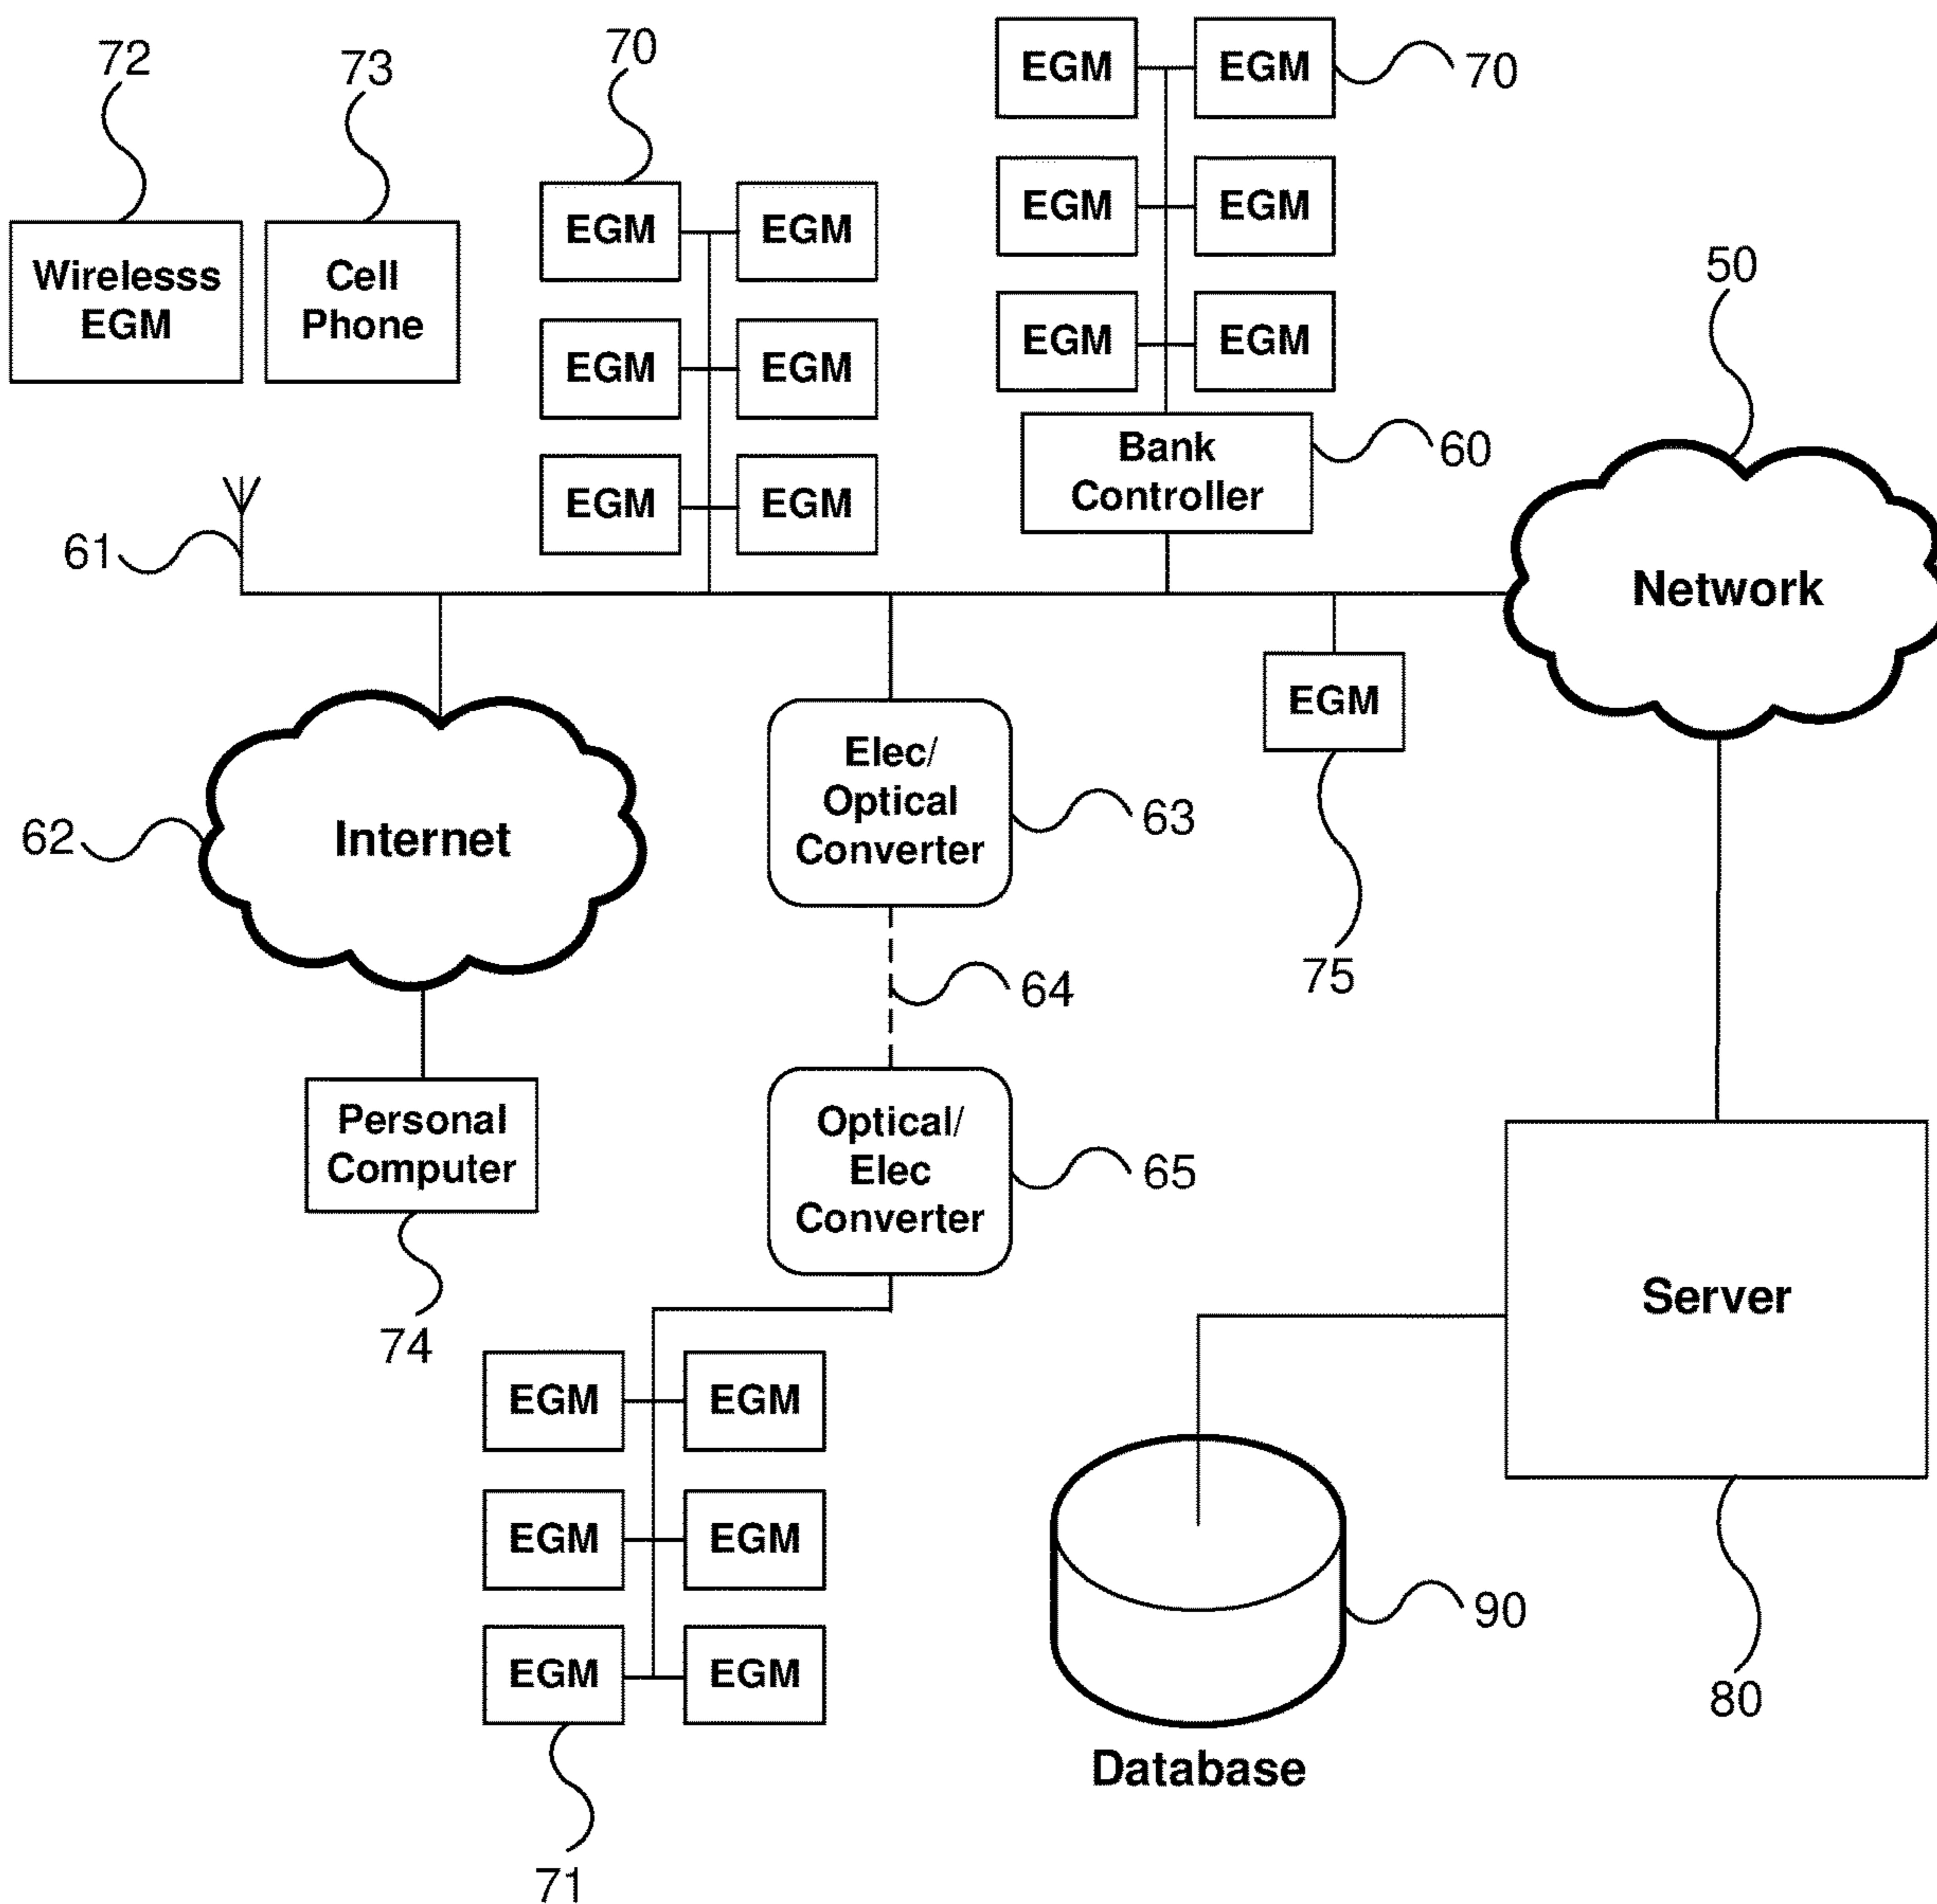 72
73
70
EGM
EGM
70
Wirelesss
EGM
Cell
Phone
EGM
EGM
EGM
EGM
50
EGM
EGM
EGM
EGM
Bank
Controller
60
EGM
EGM
61
Network
EGM
Elec/
Optical
Converter
63
62
Internet
75
64
Personal
Computer
Optical/
Elec
Converter
65
74
Server
EGM
EGM
EGM
EGM
90
EGM
EGM
80
Database
71